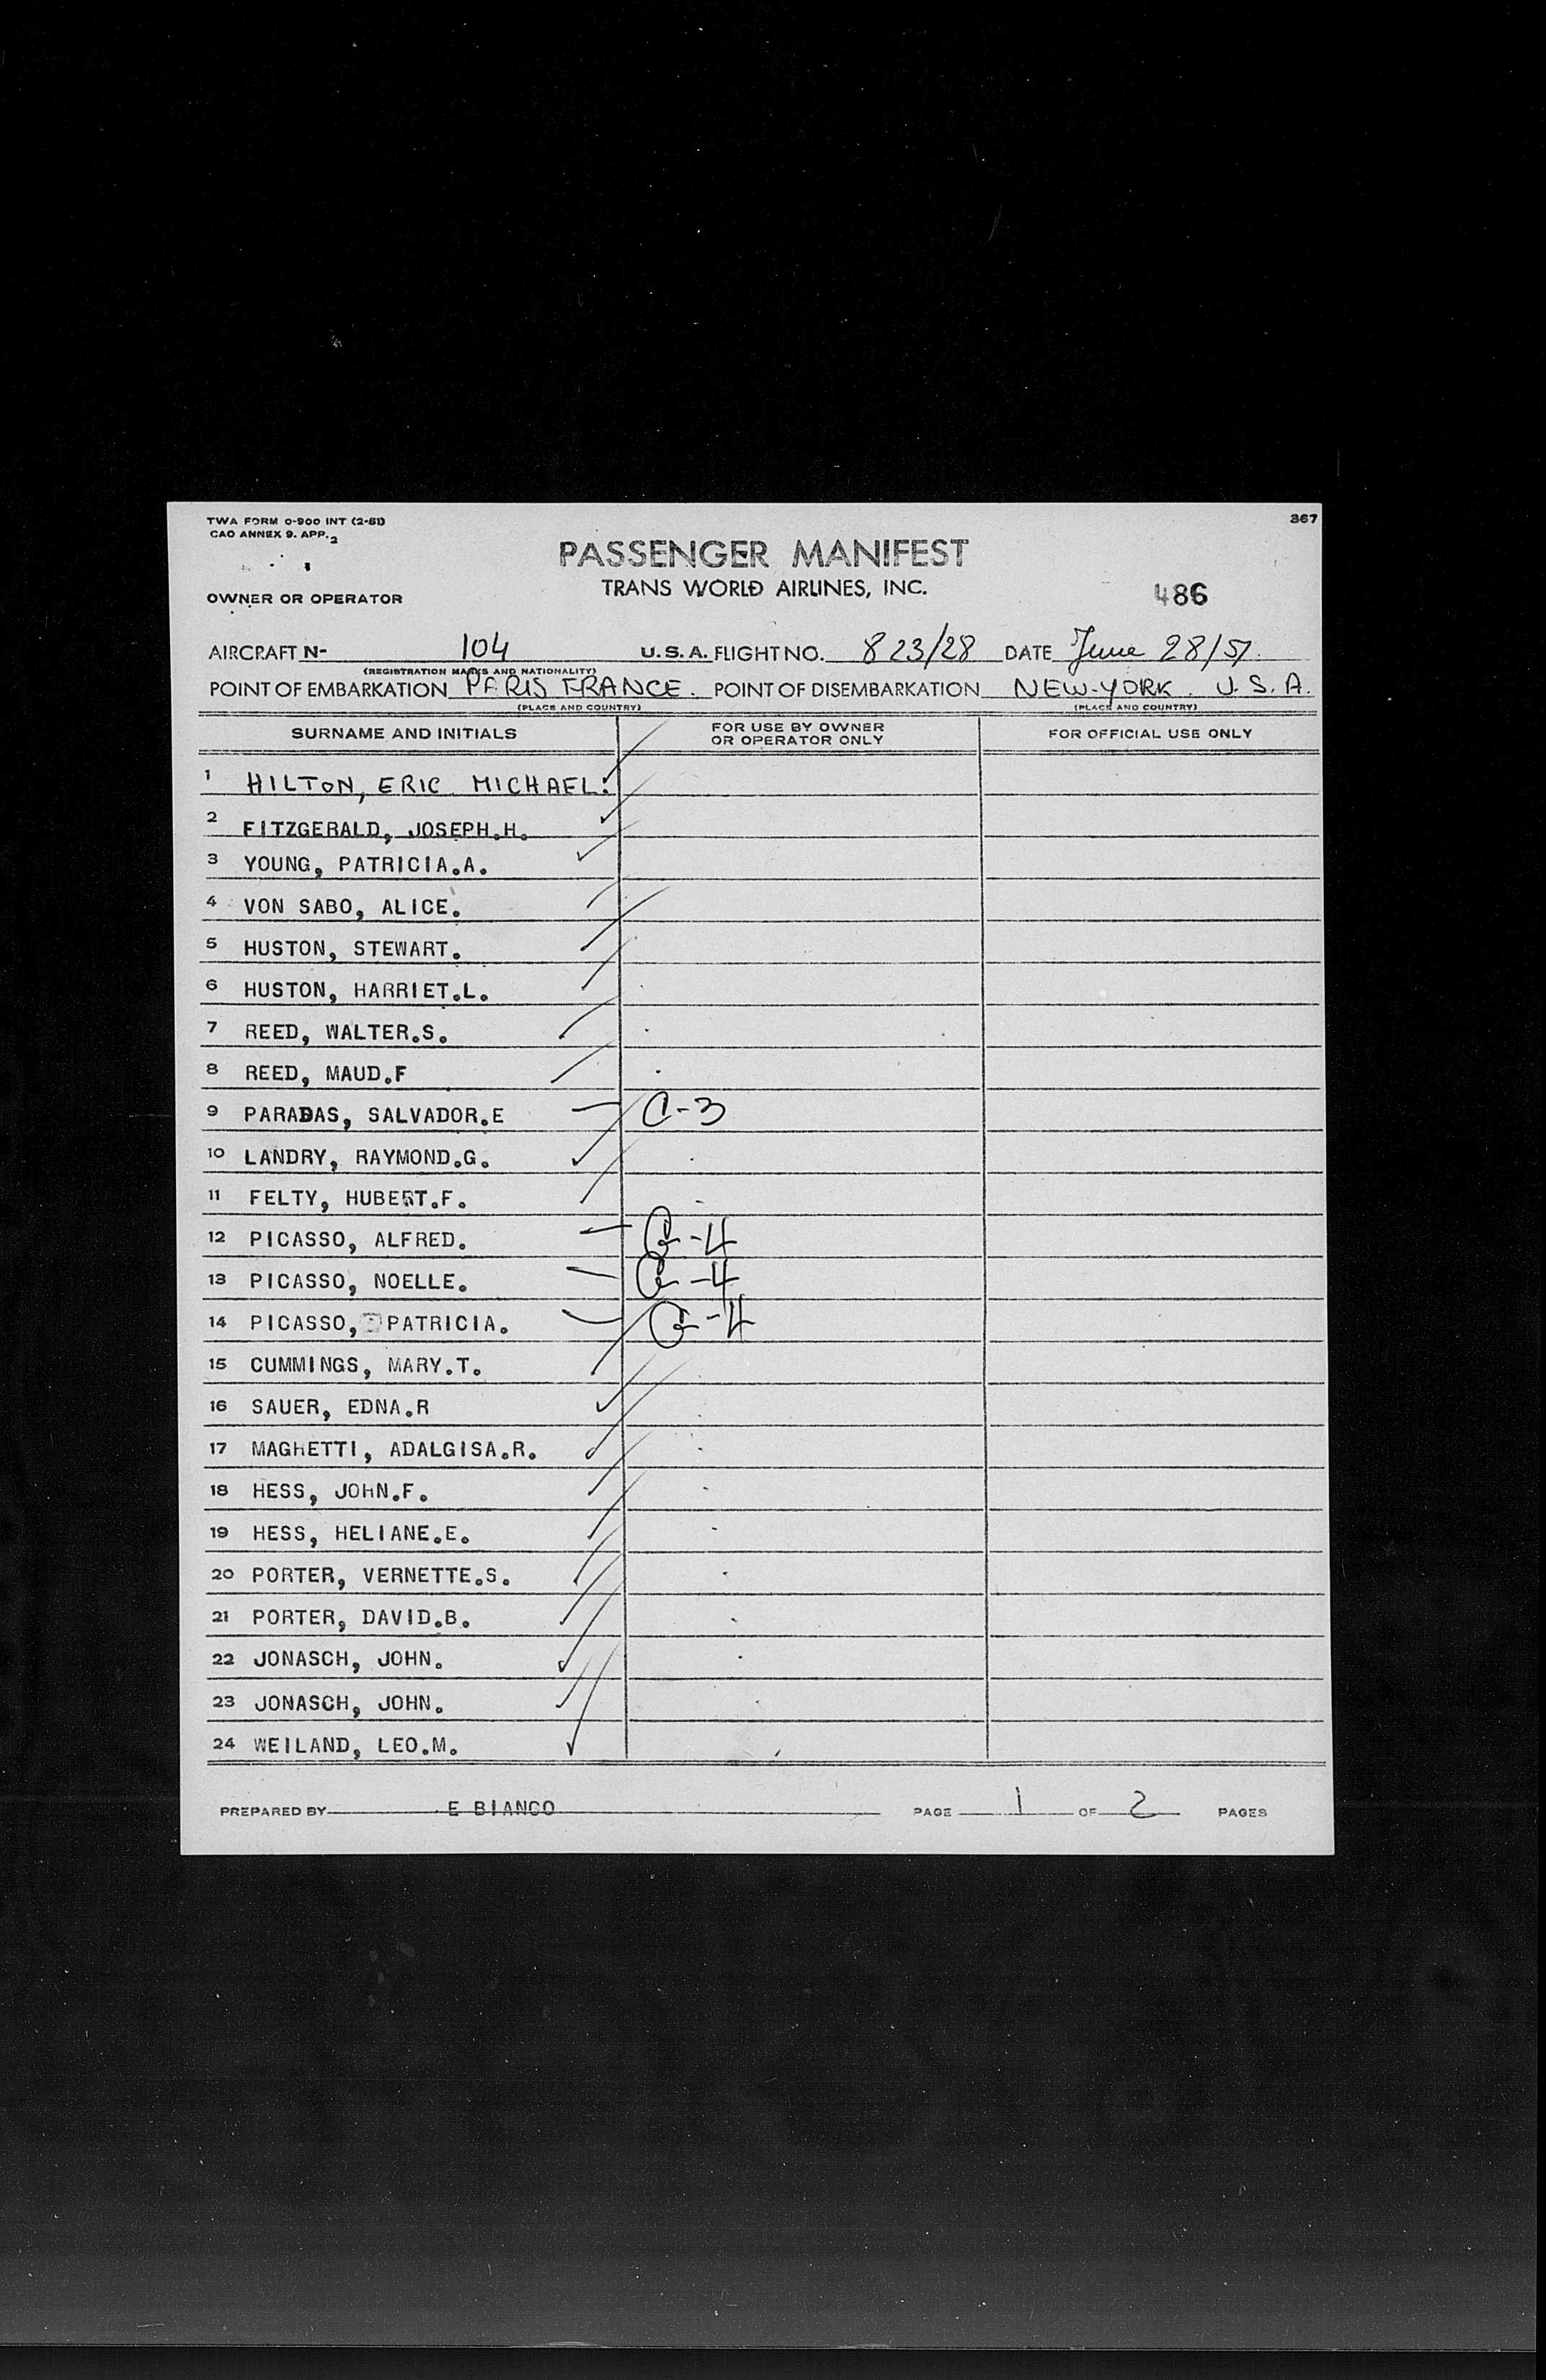 TWA FORM 0-900 INT (2-51)
CAO ANNEX 9. APP. 2
367
PASSENGER MANIFEST
TRANS WORLD AIRLINES, INC.
OWNER OR OPERATOR
486
AIRCRAFT N- 104 U.S.A. FLIGHT NO. 823/28 DATE June 28/51.
(REGISTRATION MARKS AND NATIONALITY)
POINT OF EMBARKATION PARIS FRANCE. POINT OF DISEMBARKATION NEW-YORK. U.S.A.
(PLACE AND COUNTRY) (PLACE AND COUNTRY)
SURNAME AND INITIALS FOR USE BY OWNER OR OPERATOR ONLY FOR OFFICIAL USE ONLY
1 HILTON, ERIC MICHAEL.
2 FITZGERALD, JOSEPH.H.
3 YOUNG, PATRICIA.A.
4 VON SABO, ALICE.
5 HUSTON, STEWART.
6 HUSTON, HARRIET.L.
7 REED, WALTER.S.
8 REED, MAUD.F
9 PARADAS, SALVADOR.E — C-3
10 LANDRY, RAYMOND.G.
11 FELTY, HUBERT.F.
12 PICASSO, ALFRED. — G-4
13 PICASSO, NOELLE. — G-4
14 PICASSO, PATRICIA. — G-4
15 CUMMINGS, MARY.T.
16 SAUER, EDNA.R
17 MAGHETTI, ADALGISA.R.
18 HESS, JOHN.F.
19 HESS, HELIANE.E.
20 PORTER, VERNETTE.S.
21 PORTER, DAVID.B.
22 JONASCH, JOHN.
23 JONASCH, JOHN.
24 WEILAND, LEO.M.
PREPARED BY E BIANCO PAGE 1 OF 2 PAGES